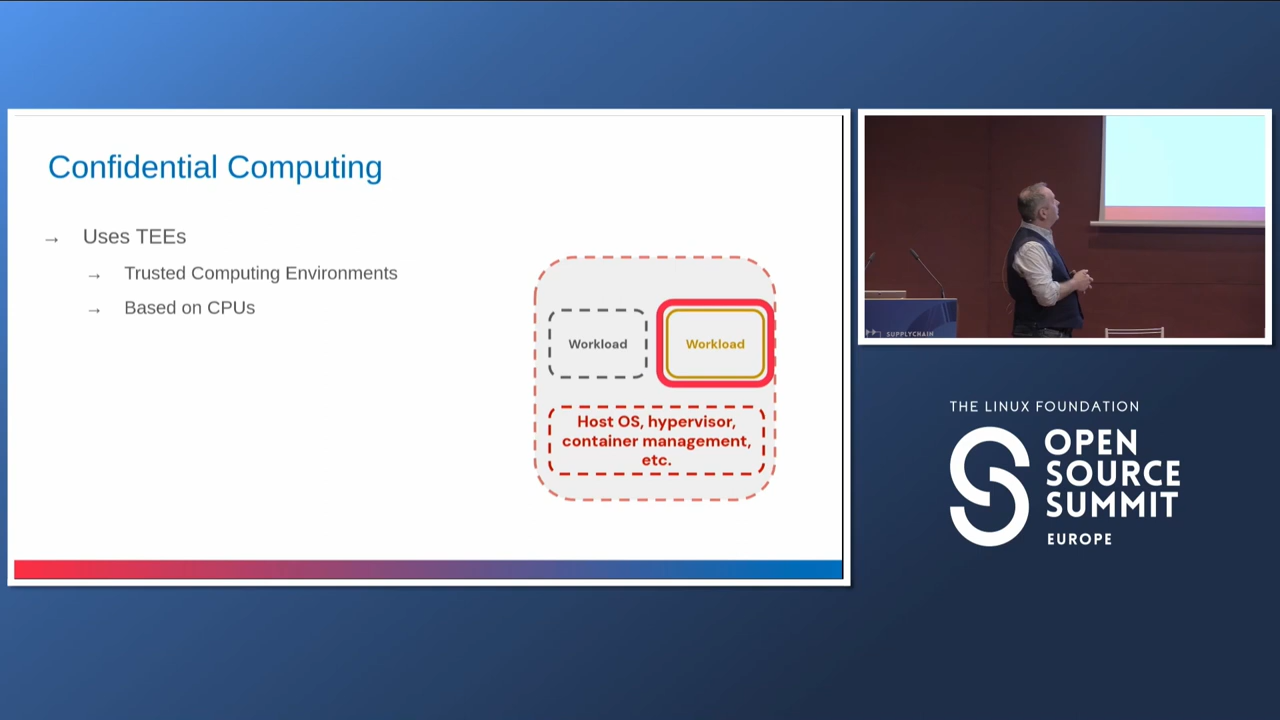 Confidential Computing
→ Uses TEEs
→ Trusted Computing Environments
→ Based on CPUs
Workload
Workload
Host OS, hypervisor,
container management,
etc.
SUPPLYCHAIN
THE LINUX FOUNDATION
OPEN
SOURCE
SUMMIT
EUROPE